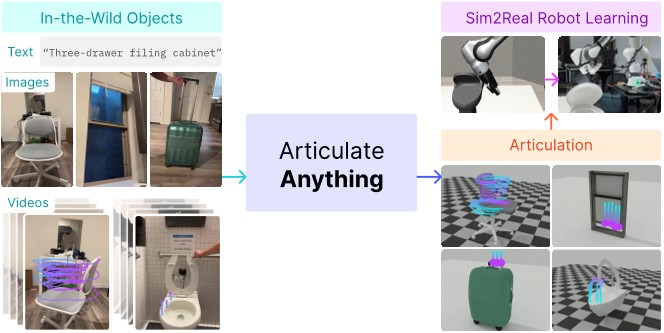 In-the-Wild Objects
Text
“Three-drawer filing cabinet”
Images
Videos
Articulate
Anything
Sim2Real Robot Learning
Articulation